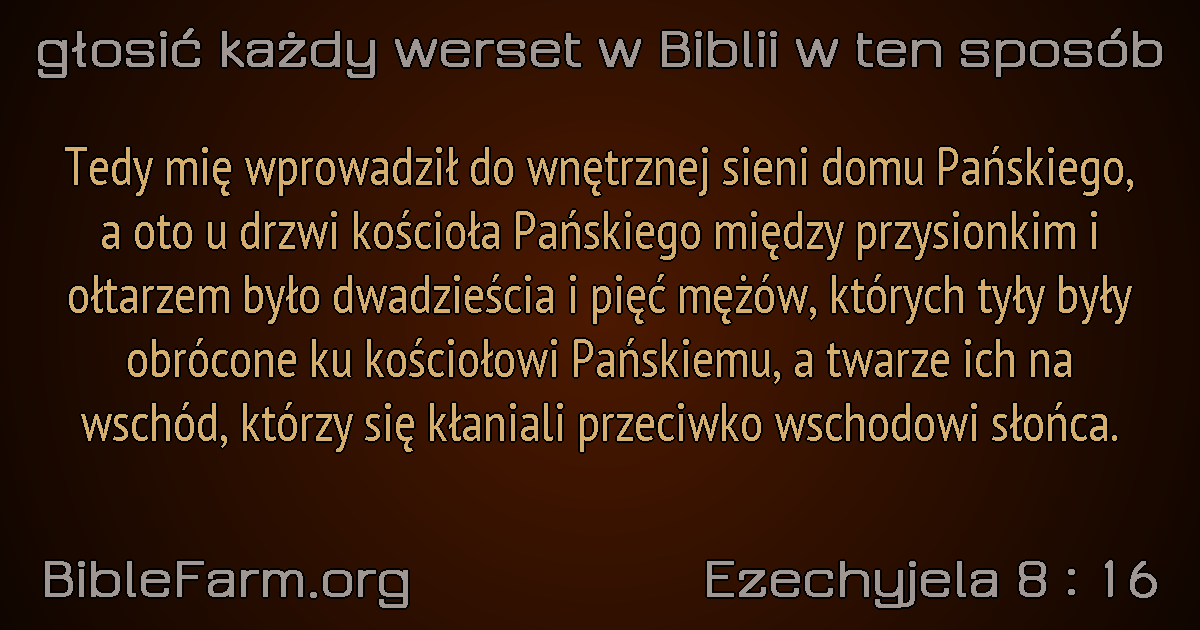 głosić każdy werset w Biblii w ten sposób
Tedy mię wprowadził do wnętrznej sieni domu Pańskiego,
a oto u drzwi kościoła Pańskiego między przysionkim i
ołtarzem było dwadzieścia i pięć mężów, których tyły były
obrócone ku kościołowi Pańskiemu, a twarze ich na
wschód, którzy się kłaniali przeciwko wschodowi słońca.
BibleFarm.org
Ezechyjela 8 : 16